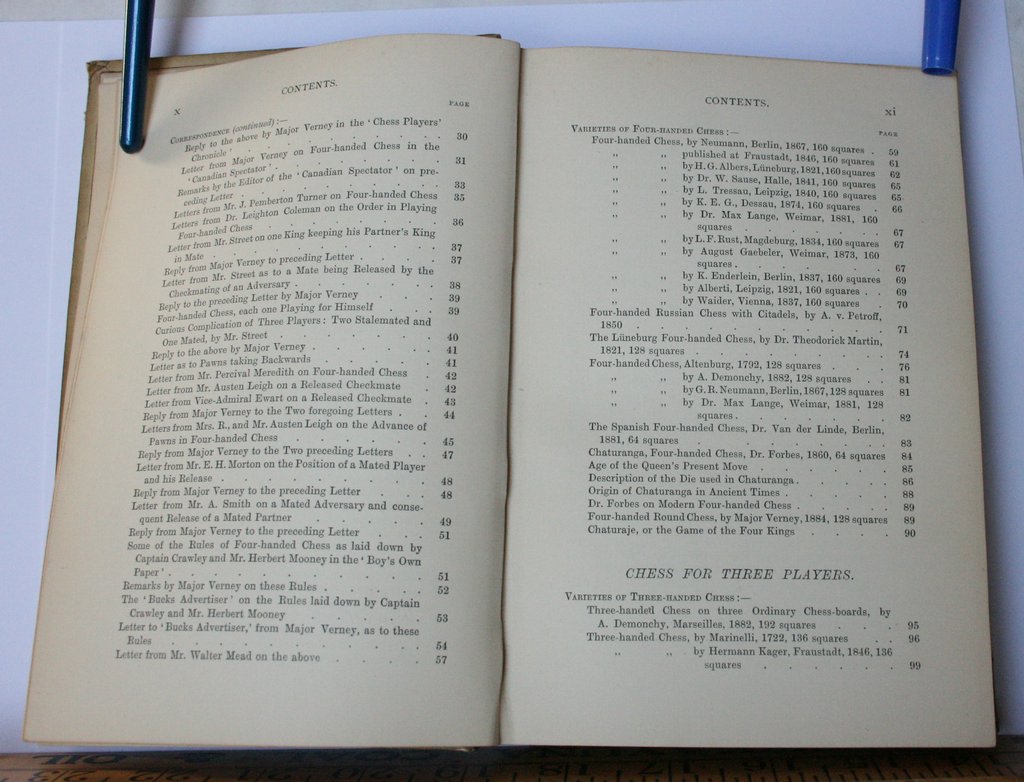 x
CONTENTS.
PAGE
CORRESPONDENCE (continued) :—
Reply to the above by Major Verney in the ‘Chess Players’
Chronicle’ . . . . . . . 30
Letter from Major Verney on Four-handed Chess in the
‘Canadian Spectator’ . . . . . . 31
Remarks by the Editor of the ‘Canadian Spectator’ on pre-
ceding Letter . . . . . . . 33
Letters from Mr. J. Pemberton Turner on Four-handed Chess 35
Letters from Dr. Leighton Coleman on the Order in Playing
Four-handed Chess . . . . . . 36
Letter from Mr. Street on one King keeping his Partner's King
in Mate . . . . . . . . 37
Reply from Major Verney to preceding Letter . . . . 37
Letter from Mr. Street as to a Mate being Released by the
Checkmating of an Adversary . . . . . 38
Reply to the preceding Letter by Major Verney . . . 39
Four-handed Chess, each one Playing for Himself . . 39
Curious Complication of Three Players: Two Stalemated and
One Mated, by Mr. Street . . . . . 40
Reply to the above by Major Verney . . . . . 41
Letter as to Pawns taking Backwards . . . . 41
Letter from Mr. Percival Meredith on Four-handed Chess . 42
Letter from Mr. Austen Leigh on a Released Checkmate . 42
Letter from Vice-Admiral Ewart on a Released Checkmate . 43
Reply from Major Verney to the Two foregoing Letters . . 44
Letters from Mrs. R., and Mr. Austen Leigh on the Advance of
Pawns in Four-handed Chess . . . . . 45
Reply from Major Verney to the Two preceding Letters . . 47
Letter from Mr. E. H. Morton on the Position of a Mated Player
and his Release . . . . . . . 48
Reply from Major Verney to the preceding Letter . . . 48
Letter from Mr. A. Smith on a Mated Adversary and conse-
quent Release of a Mated Partner . . . . . 49
Reply from Major Verney to the preceding Letter . . . 51
Some of the Rules of Four-handed Chess as laid down by
Captain Crawley and Mr. Herbert Mooney in the ‘Boy's Own
Paper’ . . . . . . . . . 51
Remarks by Major Verney on these Rules . . . . . 52
The ‘Bucks Advertiser’ on the Rules laid down by Captain
Crawley and Mr. Herbert Mooney . . . . . 53
Letter to ‘Bucks Advertiser,’ from Major Verney, as to these
Rules . . . . . . . . . 54
Letter from Mr. Walter Mead on the above . . . . 57
CONTENTS.
xi
PAGE
VARIETIES OF FOUR-HANDED CHESS :—
Four-handed Chess, by Neumann, Berlin, 1867, 160 squares . 59
,, ,, published at Fraustadt, 1846, 160 squares 61
,, ,, by H. G. Albers, Lüneburg, 1821, 160 squares 62
,, ,, by Dr. W. Sause, Halle, 1841, 160 squares 65
,, ,, by L. Tressau, Leipzig, 1840, 160 squares . 65
,, ,, by K. E. G., Dessau, 1874, 160 squares . . 66
,, ,, by Dr. Max Lange, Weimar, 1881, 160
squares . . . . . . 67
,, ,, by L. F. Rust, Magdeburg, 1834, 160 squares 67
,, ,, by August Gaebeler, Weimar, 1873, 160
squares . . . . . . 67
,, ,, by K. Enderlein, Berlin, 1837, 160 squares 69
,, ,, by Alberti, Leipzig, 1821, 160 squares . . 69
,, ,, by Waider, Vienna, 1837, 160 squares . 70
Four-handed Russian Chess with Citadels, by A. v. Petroff,
1850 . . . . . . . . 71
The Lüneburg Four-handed Chess, by Dr. Theodorick Martin,
1821, 128 squares . . . . . . . 74
Four-handed Chess, Altenburg, 1792, 128 squares . . . 76
,, ,, by A. Demonchy, 1882, 128 squares . . 81
,, ,, by G. R. Neumann, Berlin, 1867, 128 squares 81
,, ,, by Dr. Max Lange, Weimar, 1881, 128
squares . . . . . . 82
The Spanish Four-handed Chess, Dr. Van der Linde, Berlin,
1881, 64 squares . . . . . . . 83
Chaturanga, Four-handed Chess, Dr. Forbes, 1860, 64 squares 84
Age of the Queen's Present Move . . . . . 85
Description of the Die used in Chaturanga . . . . 86
Origin of Chaturanga in Ancient Times . . . . . 88
Dr. Forbes on Modern Four-handed Chess . . . . 89
Four-handed Round Chess, by Major Verney, 1884, 128 squares 89
Chaturaje, or the Game of the Four Kings . . . . 90
CHESS FOR THREE PLAYERS.
VARIETIES OF THREE-HANDED CHESS :—
Three-handed Chess on three Ordinary Chess-boards, by
A. Demonchy, Marseilles, 1882, 192 squares . . . 95
Three-handed Chess, by Marinelli, 1722, 136 squares . . 96
,, ,, by Hermann Kager, Fraustadt, 1846, 136
squares . . . . . . 99